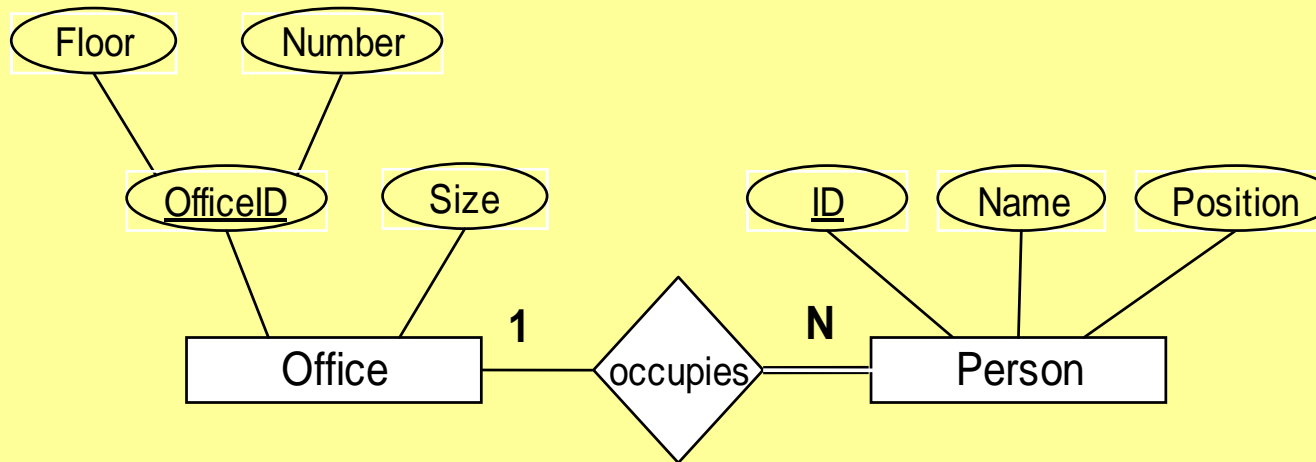 Floor
Number
OfficeID
Size
ID
Name
Position
1
N
Office
occupies
Person